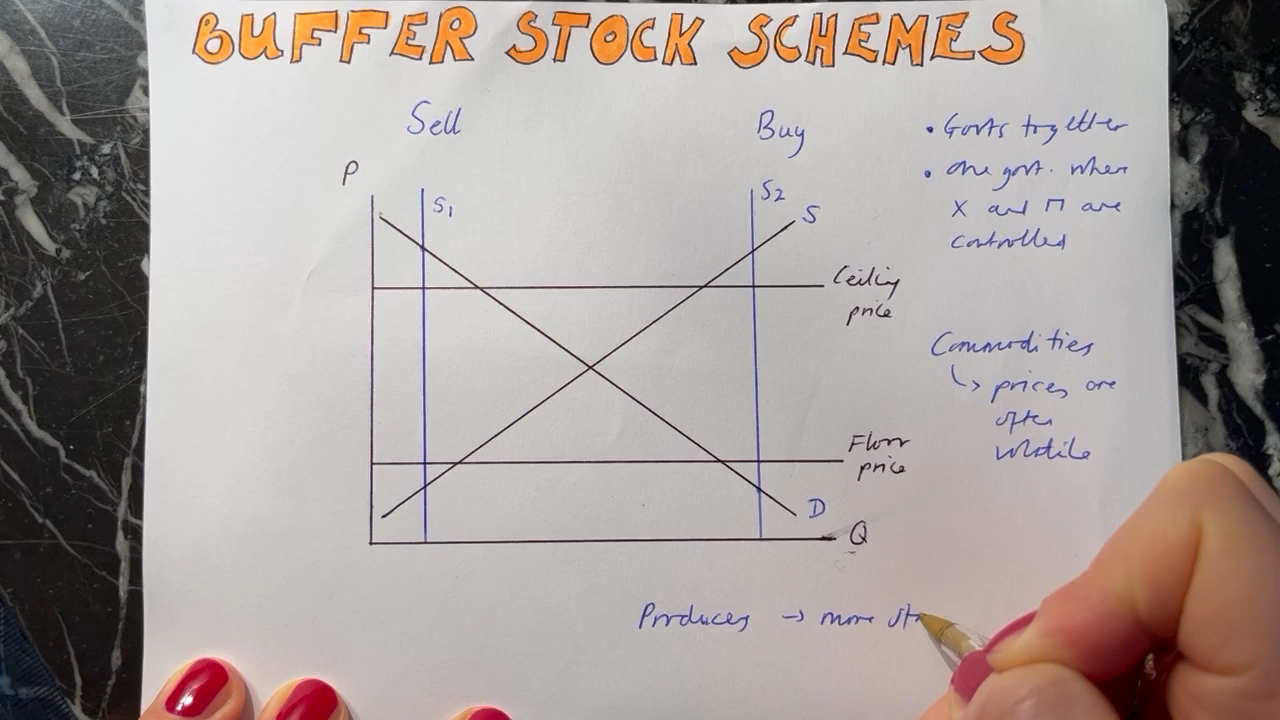 BUFFER STOCK SCHEMES
Sell
Buy
• Govts together
• One govt. when
X and M are
controlled
P
S1
S2
S
Ceiling
price
Commodities
↳ prices are
often
volatile
Floor
price
D
Q
Producers → more